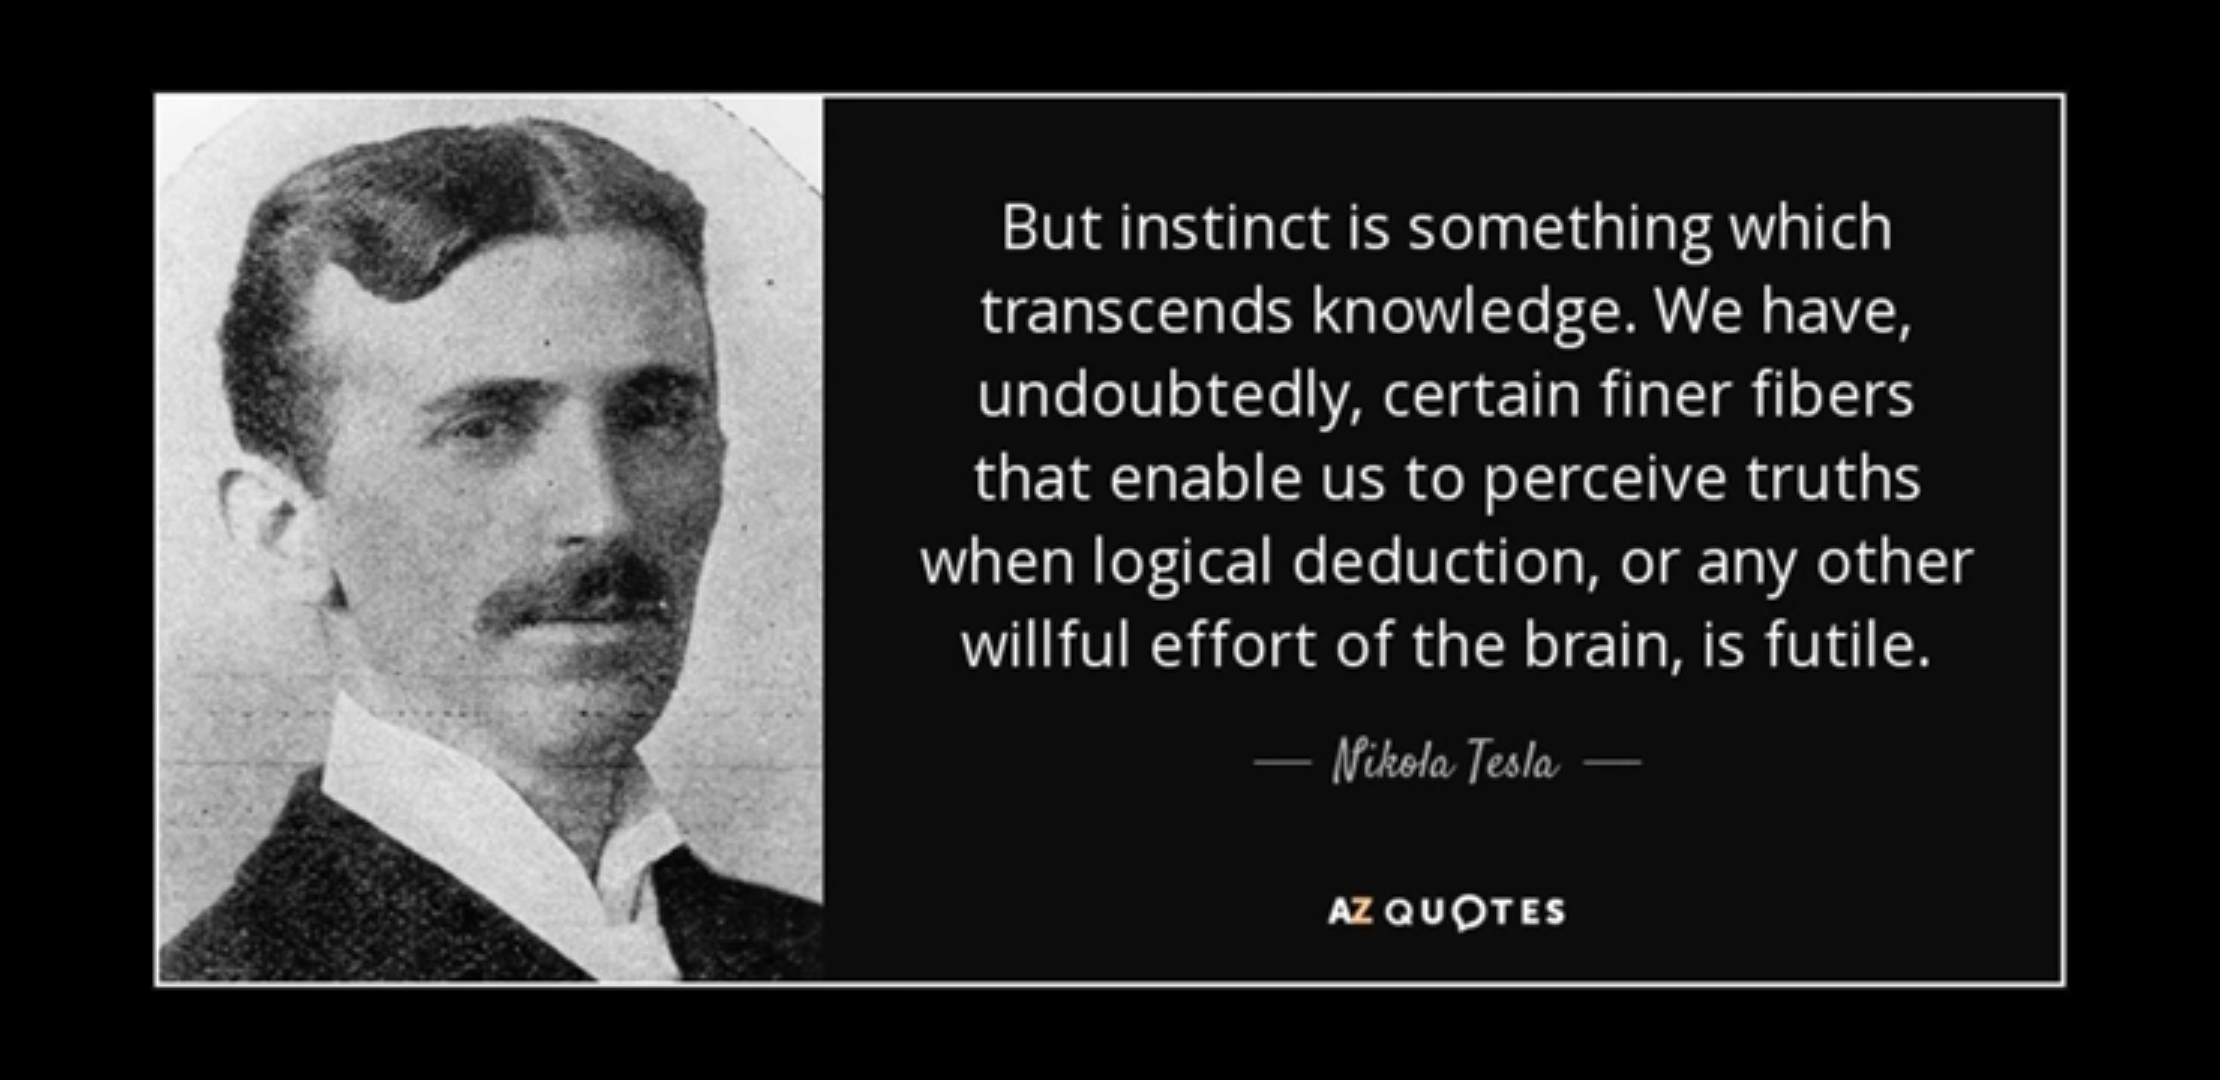 But instinct is something which
transcends knowledge. We have,
undoubtedly, certain finer fibers
that enable us to perceive truths
when logical deduction, or any other
willful effort of the brain, is futile.
— Nikola Tesla —
AZ QUOTES